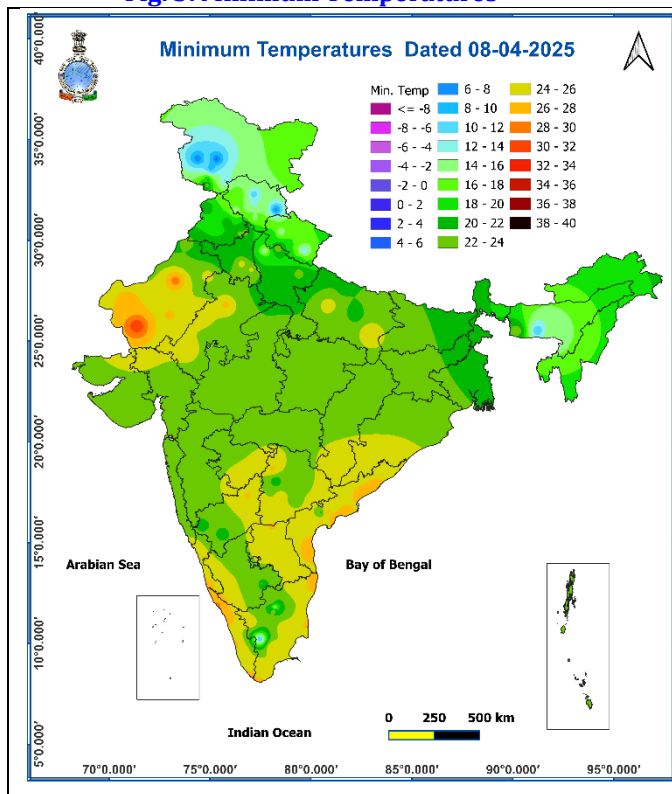 Fig. 5. : Minimum Temperatures
Minimum Temperatures Dated 08-04-2025
Min. Temp
<= -8
-8 - -6
-6 - -4
-4 - -2
-2 - 0
0 - 2
2 - 4
4 - 6
6 - 8
8 - 10
10 - 12
12 - 14
14 - 16
16 - 18
18 - 20
20 - 22
22 - 24
24 - 26
26 - 28
28 - 30
30 - 32
32 - 34
34 - 36
36 - 38
38 - 40
40°0.000'
35°0.000'
30°0.000'
25°0.000'
20°0.000'
15°0.000'
10°0.000'
5°0.000'
Arabian Sea
Bay of Bengal
Indian Ocean
0 250 500 km
70°0.000' 75°0.000' 80°0.000' 85°0.000' 90°0.000' 95°0.000'